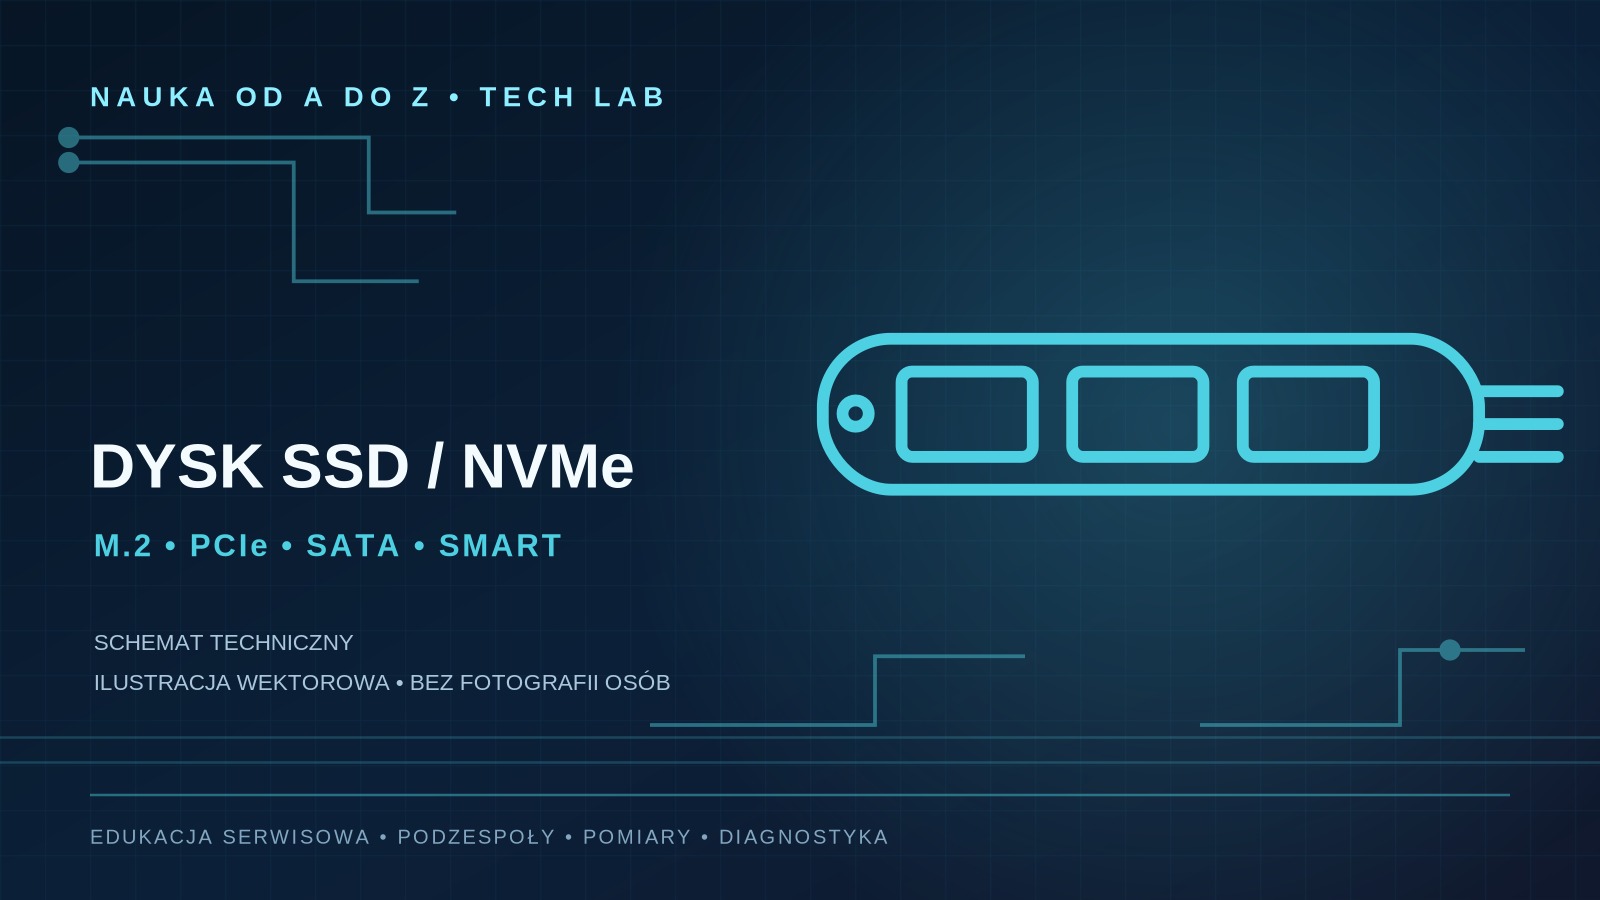 NAUKA OD A DO Z • TECH LAB
DYSK SSD / NVMe
M.2 • PCIe • SATA • SMART
SCHEMAT TECHNICZNY
ILUSTRACJA WEKTOROWA • BEZ FOTOGRAFII OSÓB
EDUKACJA SERWISOWA • PODZESPOŁY • POMIARY • DIAGNOSTYKA